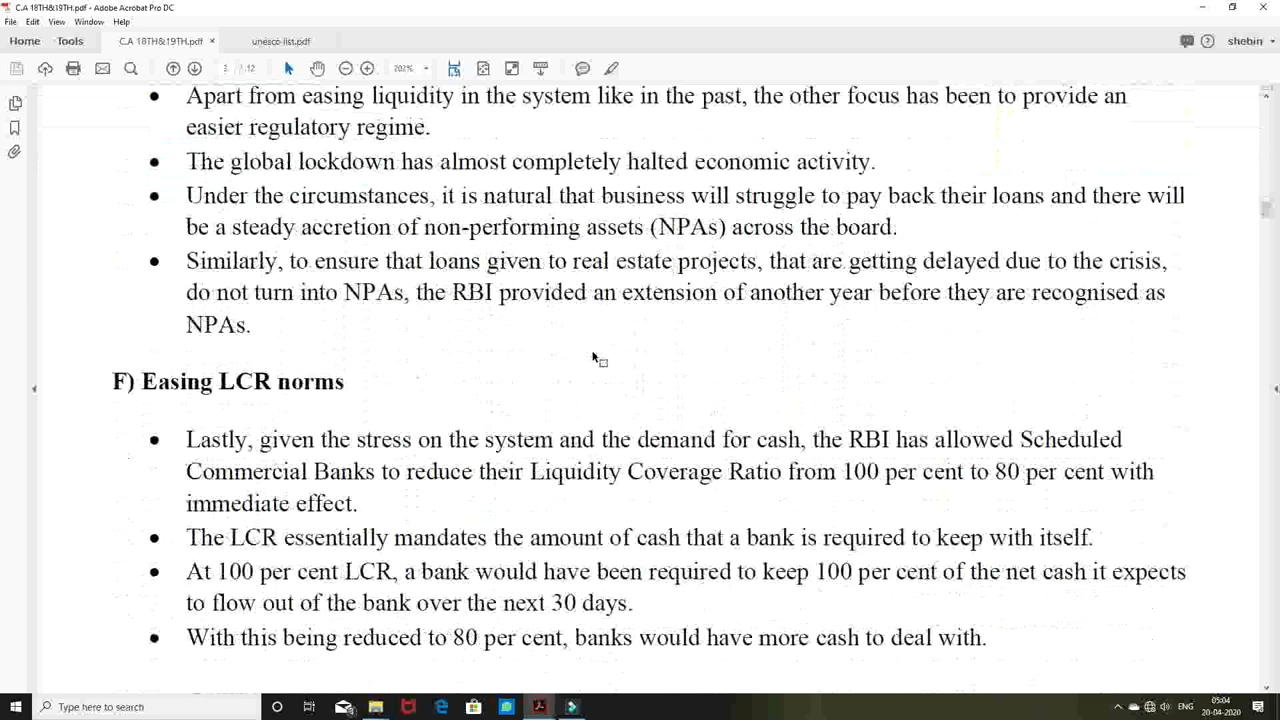 C.A 18TH&19TH.pdf - Adobe Acrobat Pro DC
File Edit View Window Help
Home Tools C.A 18TH&19TH.pdf × unesco-list.pdf shebin
3 / 12 202%
• Apart from easing liquidity in the system like in the past, the other focus has been to provide an
easier regulatory regime.
• The global lockdown has almost completely halted economic activity.
• Under the circumstances, it is natural that business will struggle to pay back their loans and there will
be a steady accretion of non-performing assets (NPAs) across the board.
• Similarly, to ensure that loans given to real estate projects, that are getting delayed due to the crisis,
do not turn into NPAs, the RBI provided an extension of another year before they are recognised as
NPAs.
F) Easing LCR norms
• Lastly, given the stress on the system and the demand for cash, the RBI has allowed Scheduled
Commercial Banks to reduce their Liquidity Coverage Ratio from 100 per cent to 80 per cent with
immediate effect.
• The LCR essentially mandates the amount of cash that a bank is required to keep with itself.
• At 100 per cent LCR, a bank would have been required to keep 100 per cent of the net cash it expects
to flow out of the bank over the next 30 days.
• With this being reduced to 80 per cent, banks would have more cash to deal with.
Type here to search ENG 05:04
20-04-2020